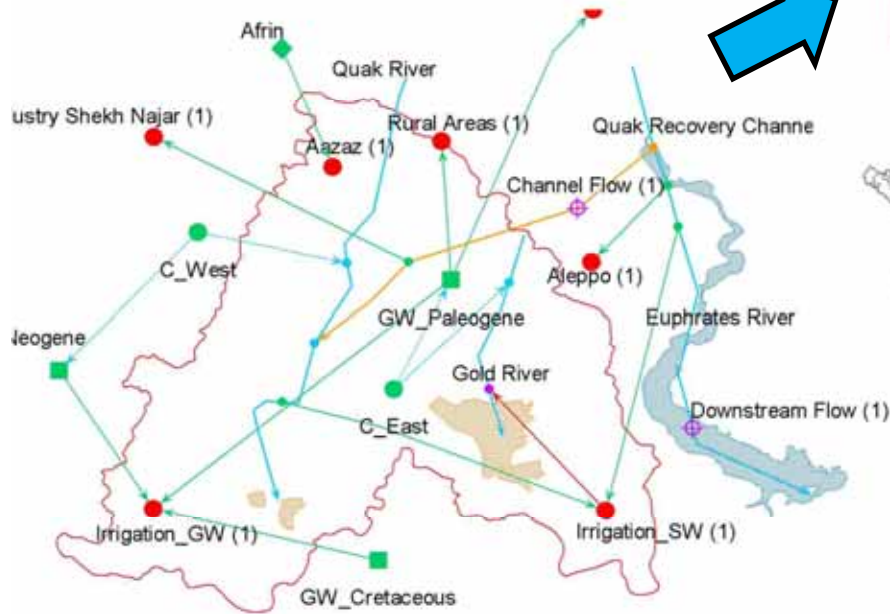 Afrin
Quak River
ustry Shekh Najar (1)
Aazaz (1)
Rural Areas (1)
Quak Recovery Channe
Channel Flow (1)
C_West
Aleppo (1)
GW_Paleogene
Euphrates River
Neogene
Gold River
C_East
Downstream Flow (1)
Irrigation_GW (1)
Irrigation_SW (1)
GW_Cretaceous